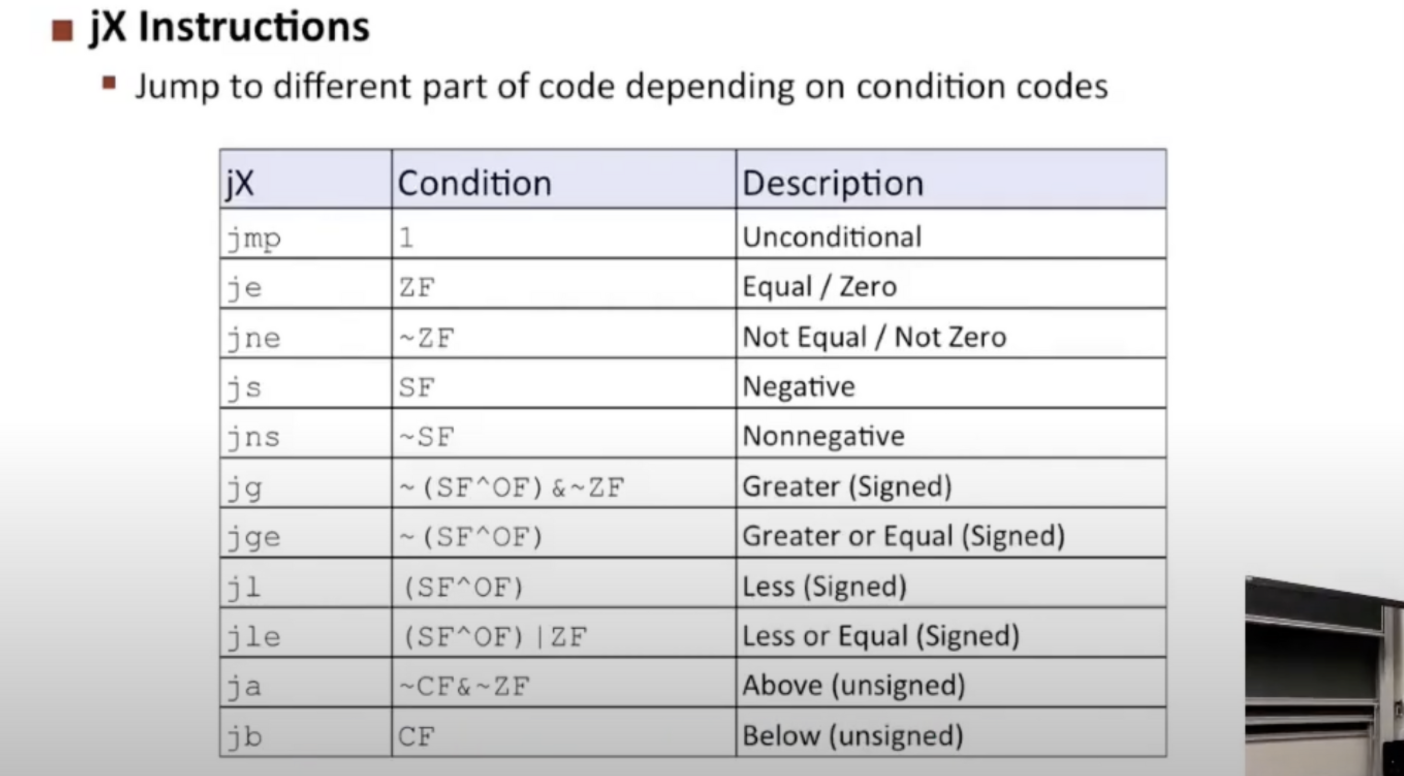 jX Instructions
Jump to different part of code depending on condition codes
jX Condition Description
jmp 1 Unconditional
je ZF Equal / Zero
jne ~ZF Not Equal / Not Zero
js SF Negative
jns ~SF Nonnegative
jg ~(SF^OF)&~ZF Greater (Signed)
jge ~(SF^OF) Greater or Equal (Signed)
jl (SF^OF) Less (Signed)
jle (SF^OF)|ZF Less or Equal (Signed)
ja ~CF&~ZF Above (unsigned)
jb CF Below (unsigned)